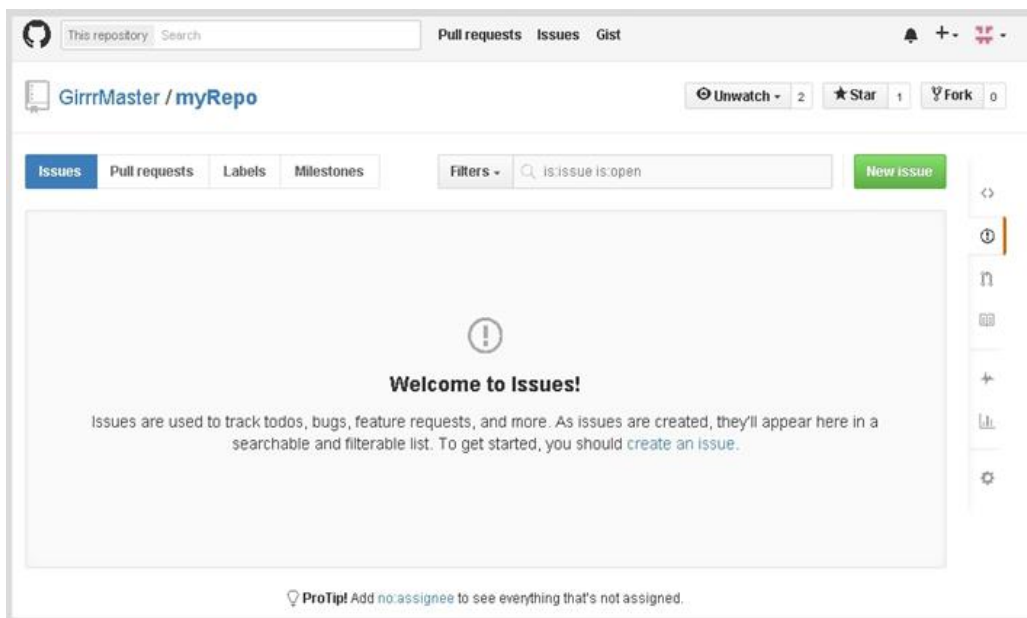 This repository Search Pull requests Issues Gist
GirrrMaster / myRepo Unwatch 2 Star 1 Fork 0
Issues Pull requests Labels Milestones Filters is:issue is:open New issue
Welcome to Issues!
Issues are used to track todos, bugs, feature requests, and more. As issues are created, they'll appear here in a
searchable and filterable list. To get started, you should create an issue.
ProTip! Add no:assignee to see everything that's not assigned.